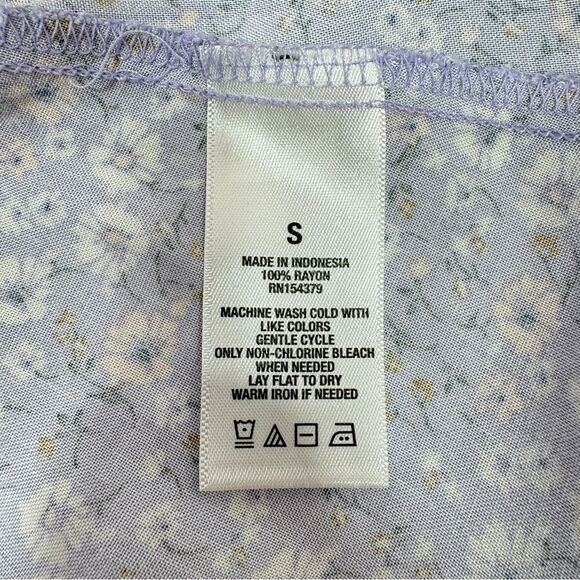 S
MADE IN INDONESIA
100% RAYON
RN154379
MACHINE WASH COLD WITH
LIKE COLORS
GENTLE CYCLE
ONLY NON-CHLORINE BLEACH
WHEN NEEDED
LAY FLAT TO DRY
WARM IRON IF NEEDED